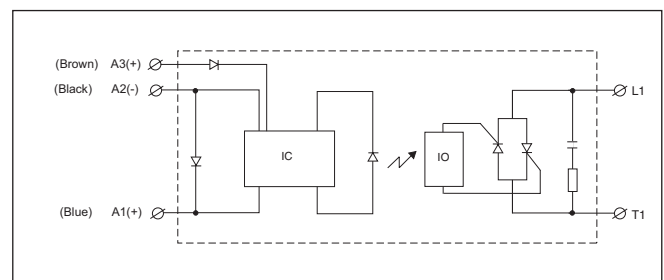 (Brown) A3(+)
(Black) A2(-)
L1
IC
IO
(Blue) A1(+)
T1